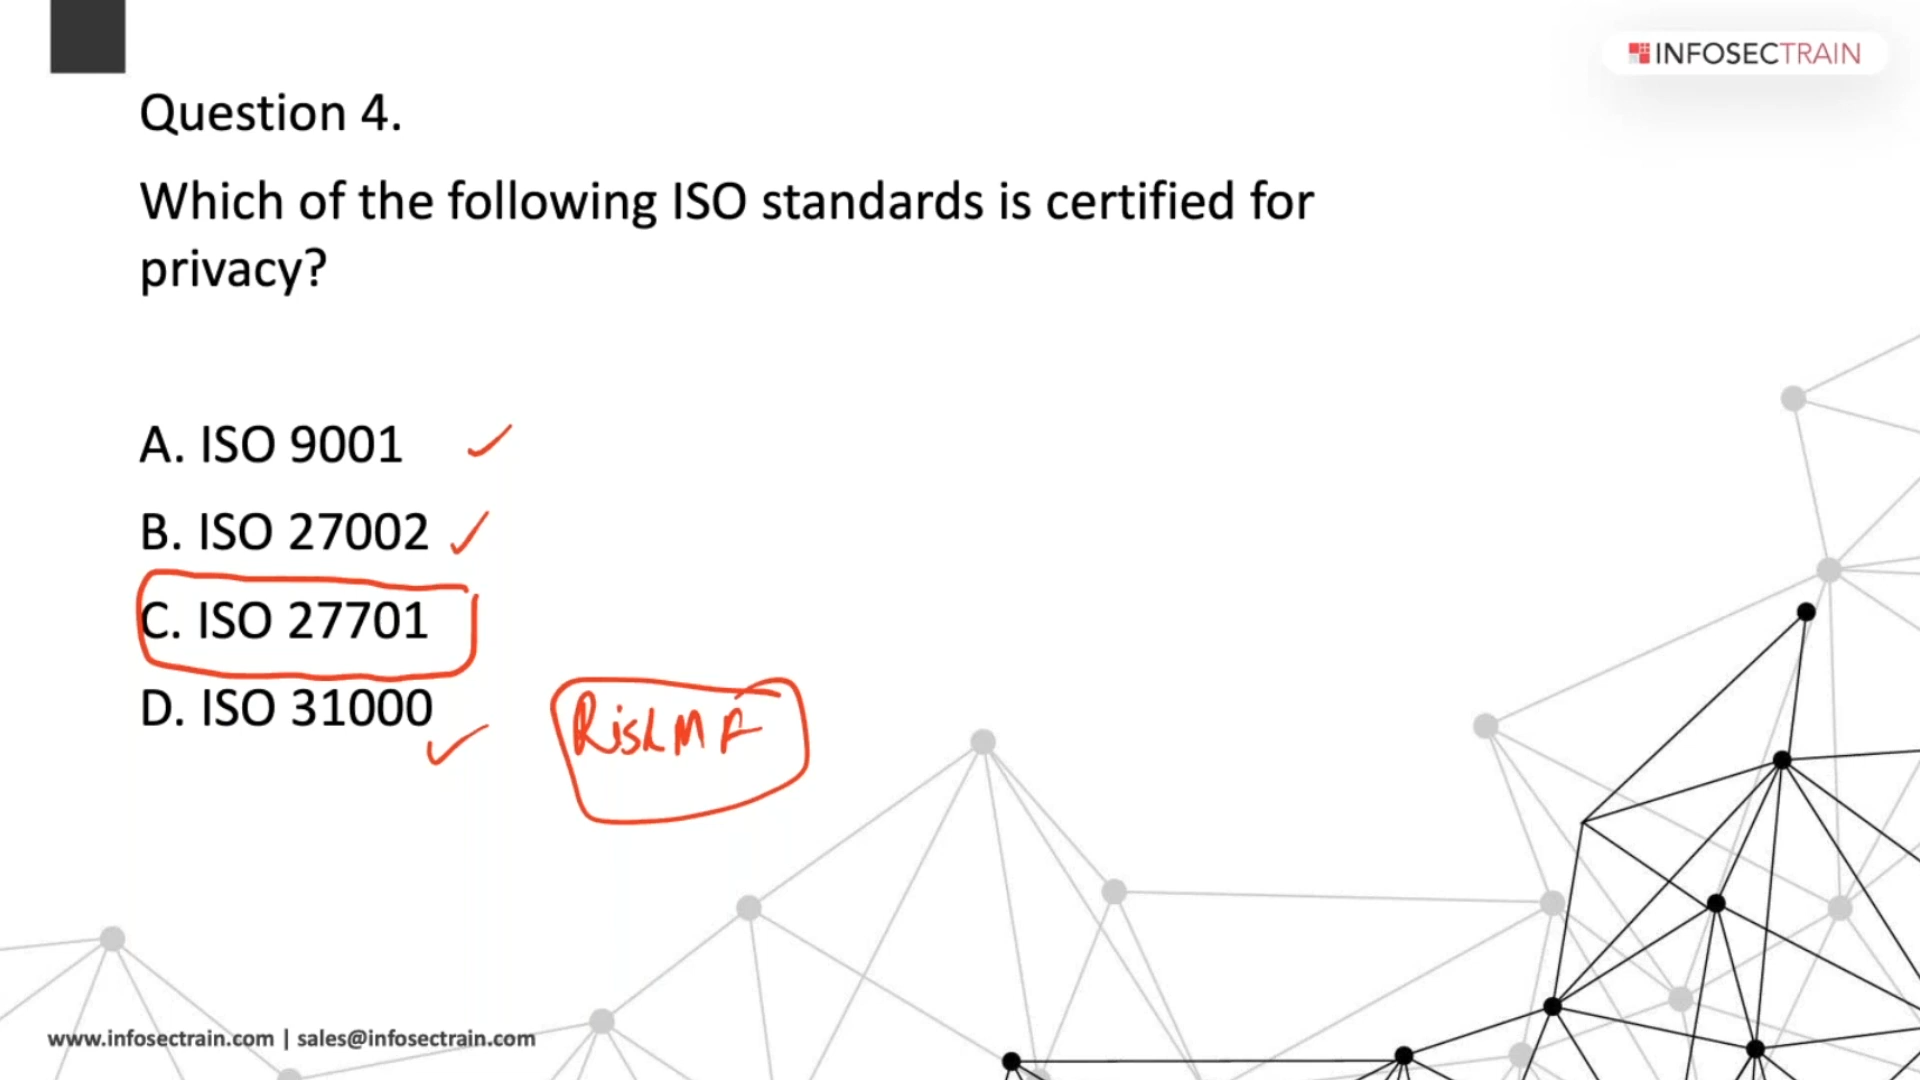 INFOSECTRAIN
Question 4.
Which of the following ISO standards is certified for
privacy?
A. ISO 9001
B. ISO 27002
C. ISO 27701
D. ISO 31000
Risk M F
www.infosectrain.com | sales@infosectrain.com